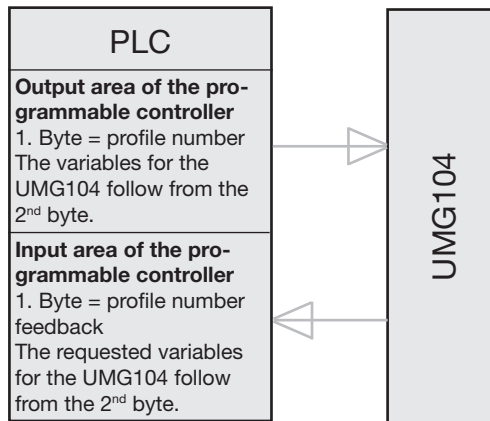 PLC
Output area of the pro-
grammable controller
1. Byte = profile number
The variables for the
UMG104 follow from the
2nd byte.
Input area of the pro-
grammable controller
1. Byte = profile number
feedback
The requested variables
for the UMG104 follow
from the 2nd byte.
UMG104